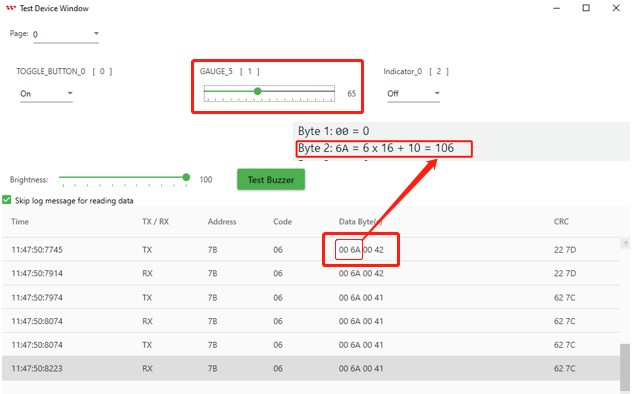 Test Device Window
Page: 0
TOGGLE_BUTTON_0 [ 0 ] GAUGE_5 [ 1 ] Indicator_0 [ 2 ]
On 65 Off
Byte 1: 00 = 0
Byte 2: 6A = 6 x 16 + 10 = 106
Brightness: 100 Test Buzzer
Skip log message for reading data
Time TX / RX Address Code Data Byte(s) CRC
11:47:50:7745 TX 7B 06 00 6A 00 42 22 7D
11:47:50:7914 RX 7B 06 00 6A 00 42 22 7D
11:47:50:7974 TX 7B 06 00 6A 00 41 62 7C
11:47:50:8074 RX 7B 06 00 6A 00 41 62 7C
11:47:50:8074 TX 7B 06 00 6A 00 41 62 7C
11:47:50:8223 RX 7B 06 00 6A 00 41 62 7C